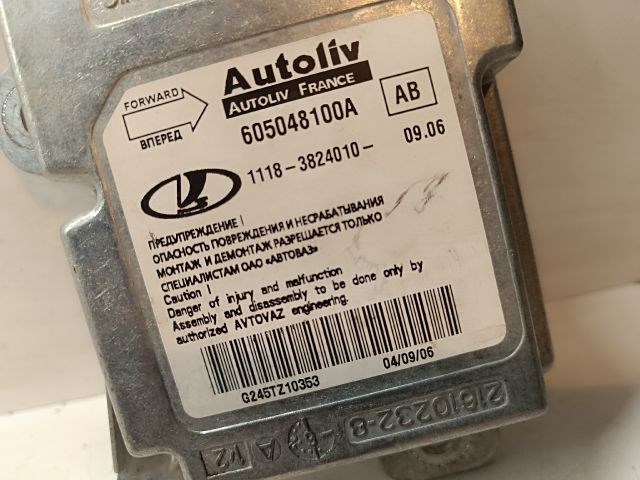 Autoliv
AUTOLIV FRANCE
FORWARD
ВПЕРЕД
605048100A
AB
1118-3824010-
09.06
ПРЕДУПРЕЖДЕНИЕ !
ОПАСНОСТЬ ПОВРЕЖДЕНИЯ И НЕСРАБАТЫВАНИЯ
МОНТАЖ И ДЕМОНТАЖ РАЗРЕШАЕТСЯ ТОЛЬКО
СПЕЦИАЛИСТАМ ОАО «АВТОВАЗ»
Caution !
Danger of injury and malfunction
Assembly and disassembly to be done only by
authorized AVTOVAZ engineering.
G245TZ10353
04/09/06
21610232-8
A
12